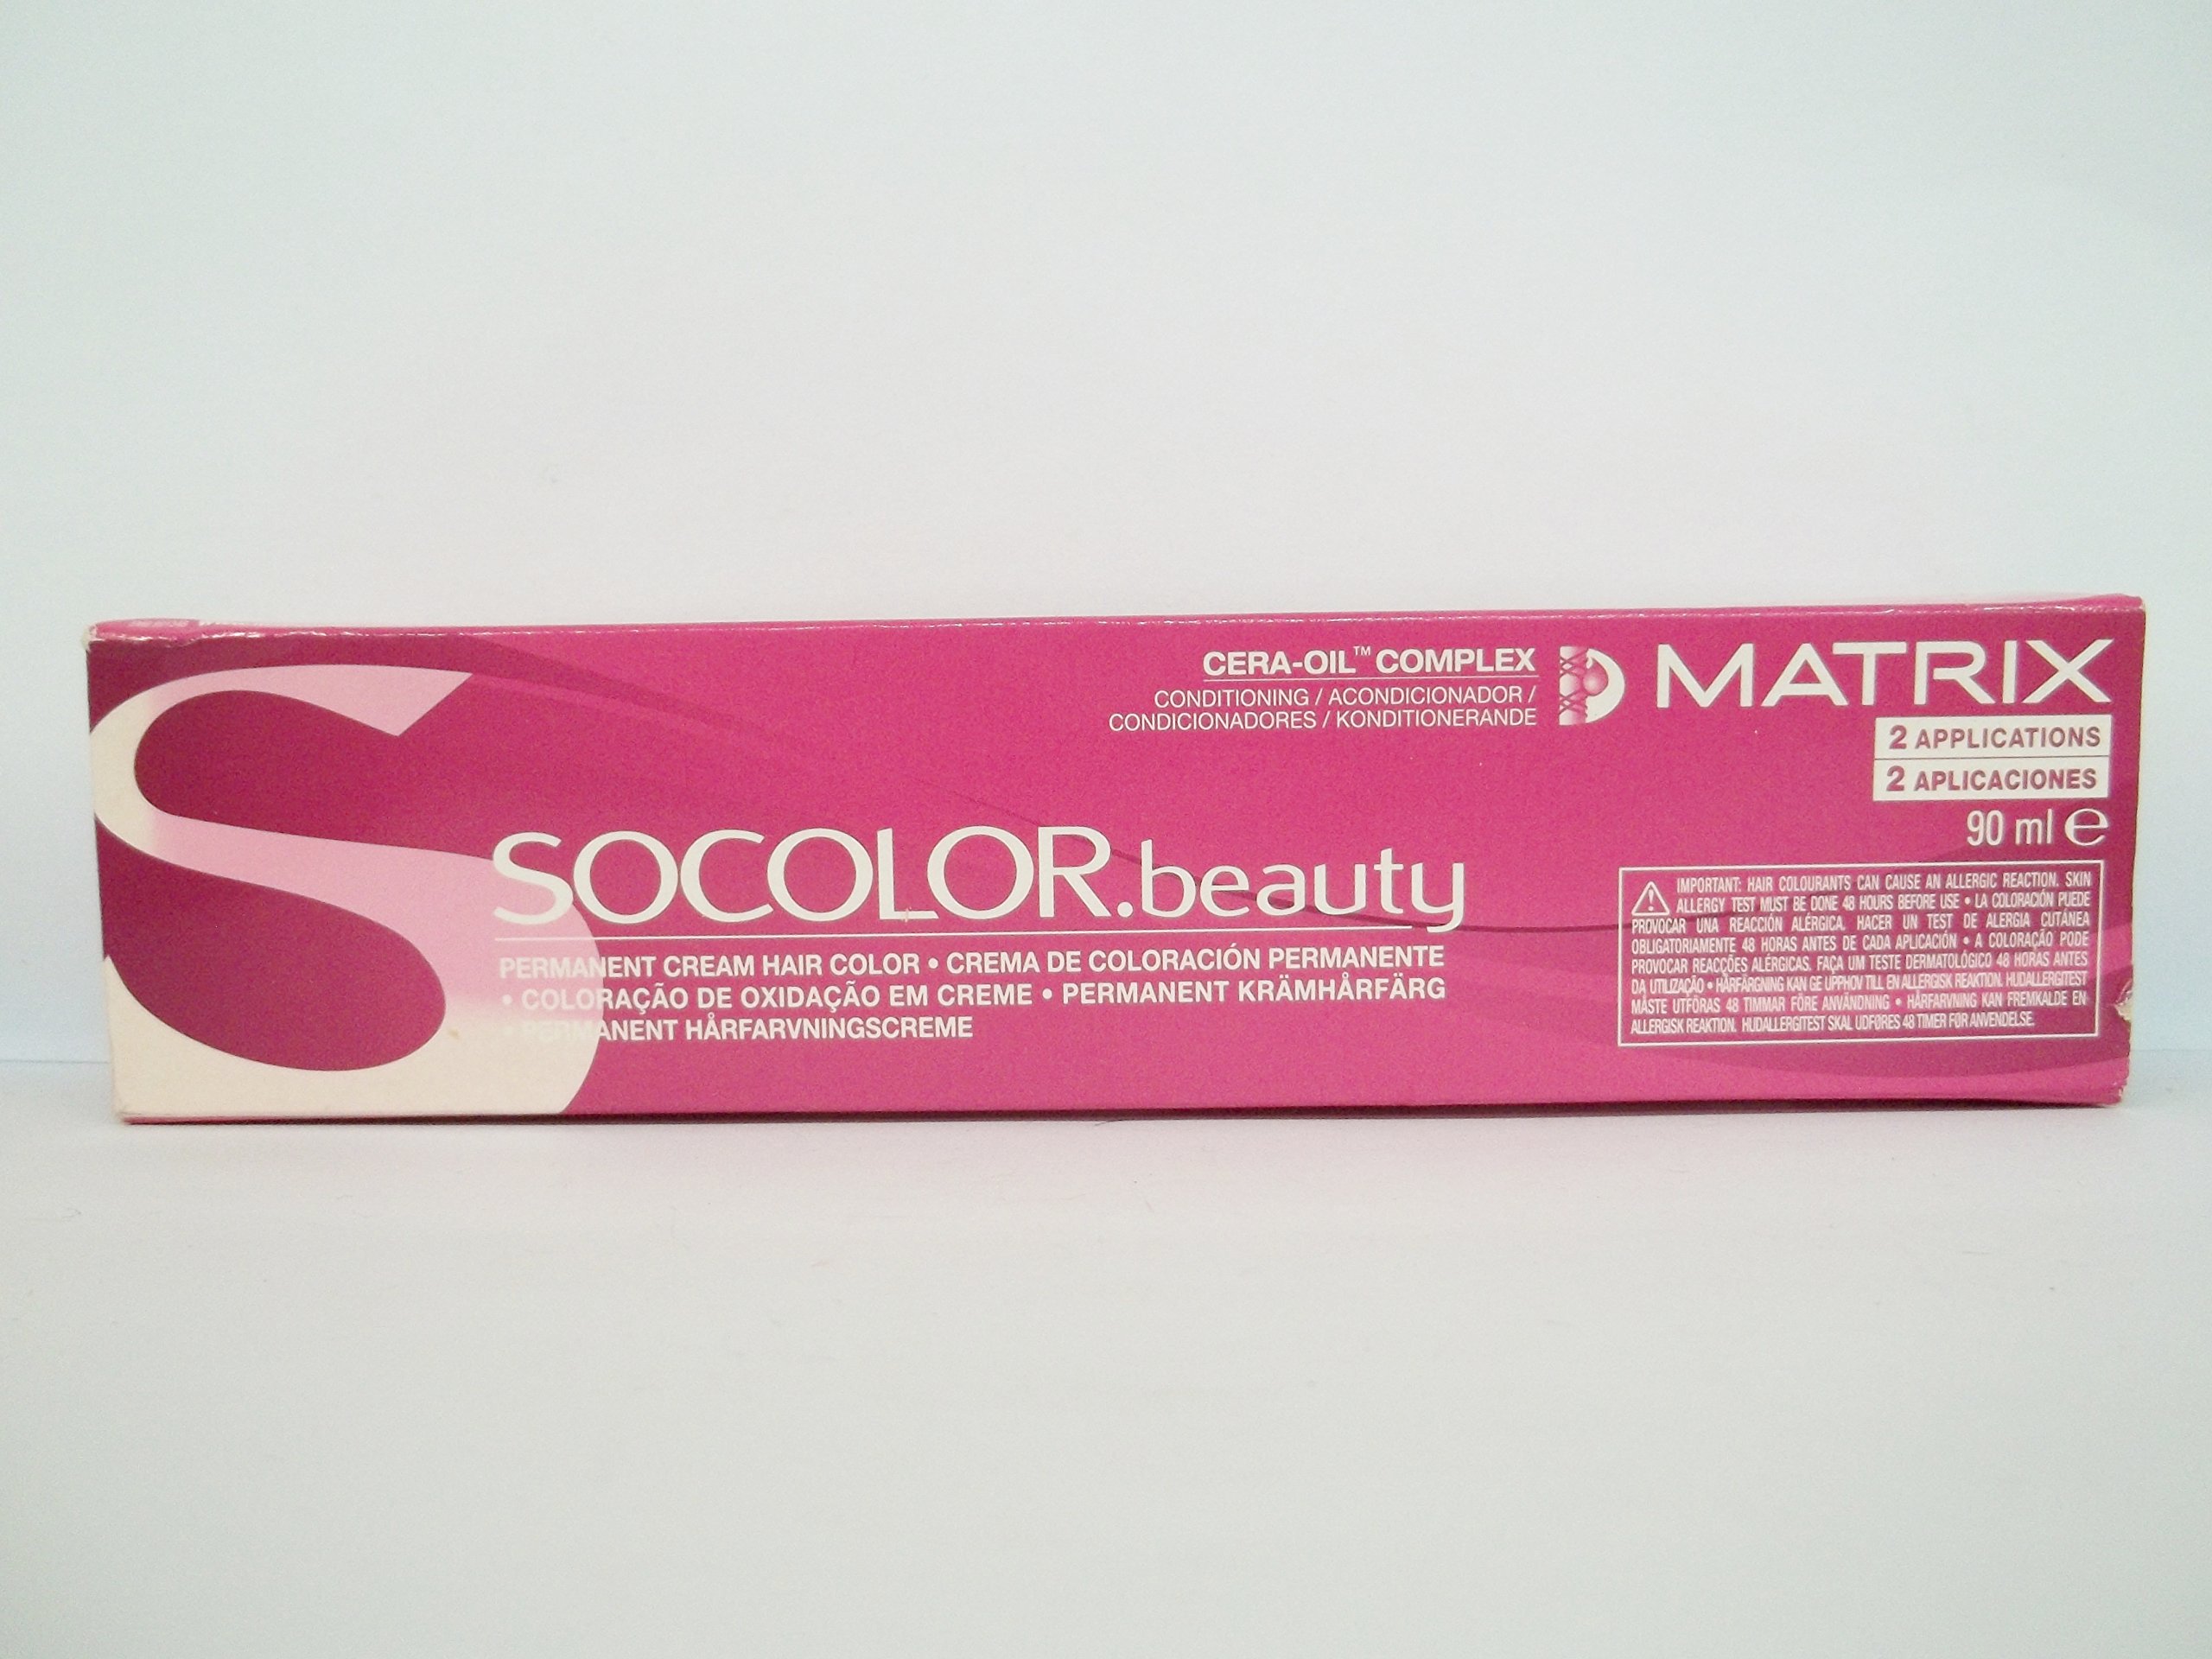 CERA-OIL™ COMPLEX
CONDITIONING / ACONDICIONADOR /
CONDICIONADORES / KONDITIONERANDE
MATRIX
2 APPLICATIONS
2 APLICACIONES
90 ml ℮
SOCOLOR.beauty
PERMANENT CREAM HAIR COLOR • CREMA DE COLORACIÓN PERMANENTE
• COLORAÇÃO DE OXIDAÇÃO EM CREME • PERMANENT KRÄMHÅRFÄRG
PERMANENT HÅRFARVNINGSCREME
IMPORTANT: HAIR COLOURANTS CAN CAUSE AN ALLERGIC REACTION. SKIN
ALLERGY TEST MUST BE DONE 48 HOURS BEFORE USE • LA COLORACIÓN PUEDE
PROVOCAR UNA REACCIÓN ALÉRGICA. HACER UN TEST DE ALERGIA CUTÁNEA
OBLIGATORIAMENTE 48 HORAS ANTES DE CADA APLICACIÓN • A COLORAÇÃO PODE
PROVOCAR REACÇÕES ALÉRGICAS. FAÇA UM TESTE DERMATOLÓGICO 48 HORAS ANTES
DA UTILIZAÇÃO • HÅRFÄRGNING KAN GE UPPHOV TILL EN ALLERGISK REAKTION. HUDALLERGITEST
MÅSTE UTFÖRAS 48 TIMMAR FÖRE ANVÄNDNING • HÅRFARVNING KAN FREMKALDE EN
ALLERGISK REAKTION. HUDALLERGITEST SKAL UDFØRES 48 TIMER FØR ANVENDELSE.